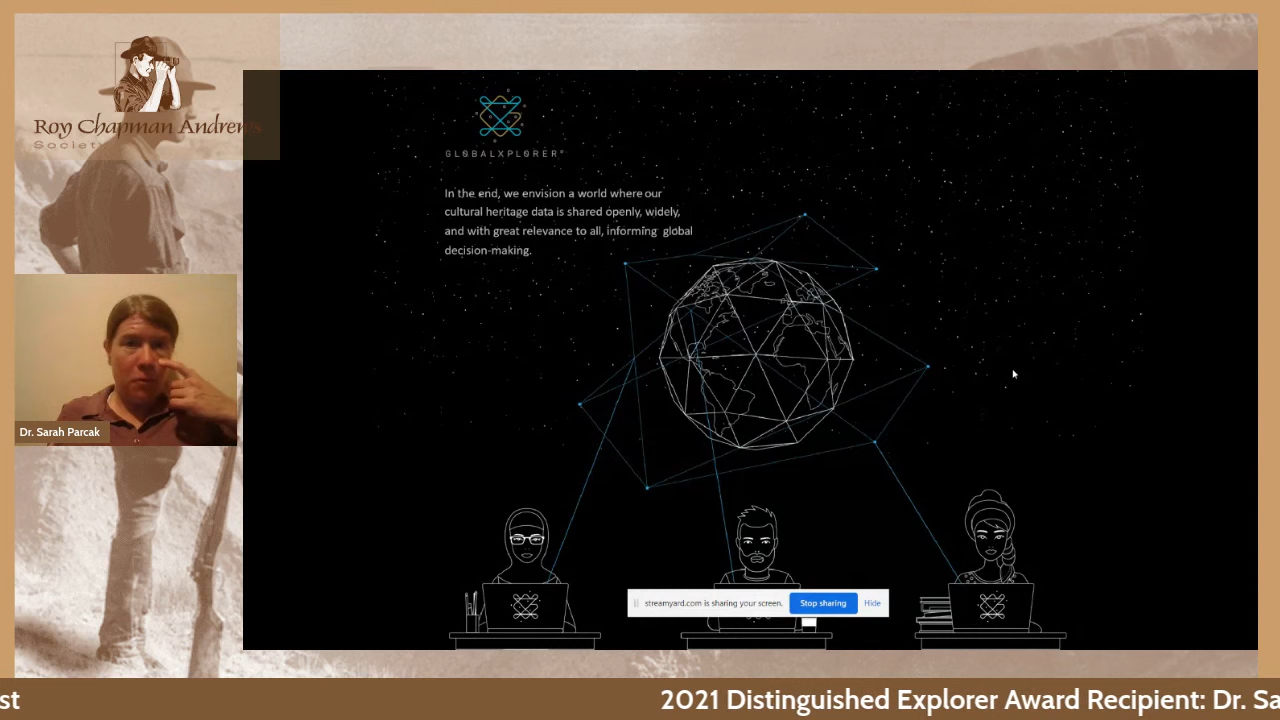 Roy Chapman Andrews
Society
GLOBALXPLORER°
In the end, we envision a world where our
cultural heritage data is shared openly, widely,
and with great relevance to all, informing global
decision-making.
Dr. Sarah Parcak
streamyard.com is sharing your screen.
Stop sharing
Hide
st
2021 Distinguished Explorer Award Recipient: Dr. Sa